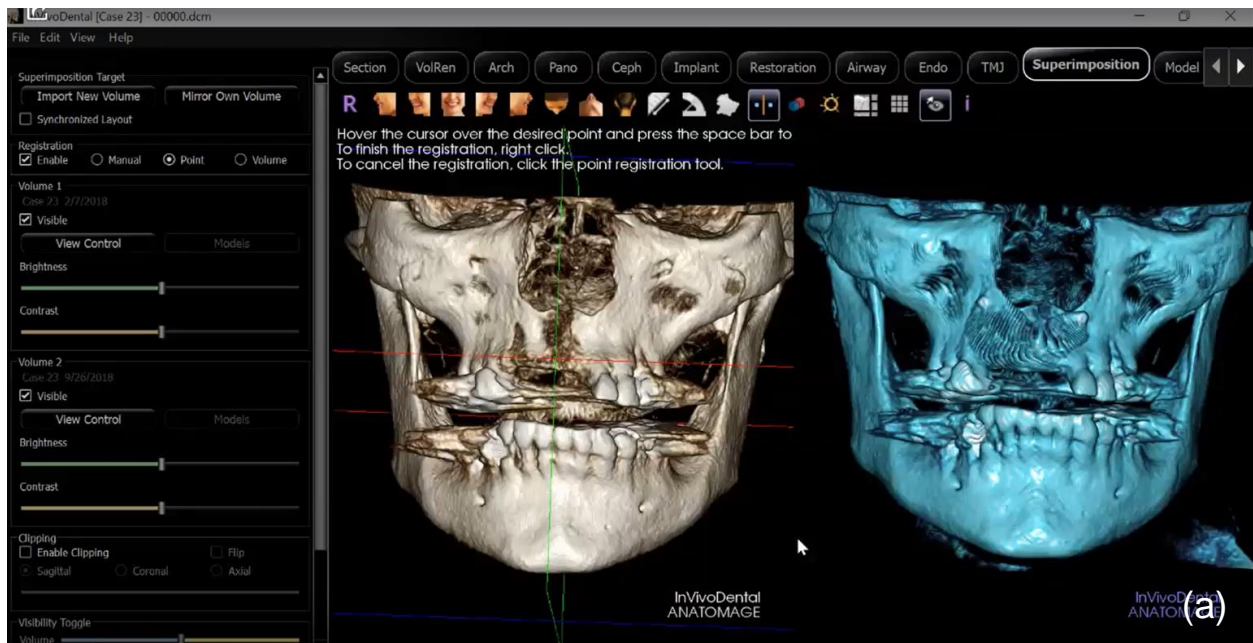 InVivoDental [Case 23] - 00000.dcm
File Edit View Help
Section VolRen Arch Pano Ceph Implant Restoration Airway Endo TMJ Superimposition Model
Superimposition Target
Import New Volume Mirror Own Volume
Synchronized Layout
Registration
Enable Manual Point Volume
Volume 1
Case 23 2/7/2018
Visible
View Control Models
Brightness
Contrast
Volume 2
Case 23 9/26/2018
Visible
View Control Models
Brightness
Contrast
Clipping
Enable Clipping Flip
Sagittal Coronal Axial
Visibility Toggle
Volume
R
i
Hover the cursor over the desired point and press the space bar to
To finish the registration, right click.
To cancel the registration, click the point registration tool.
InVivoDental
ANATOMAGE
InVivoDental
ANATOMAGE
(a)